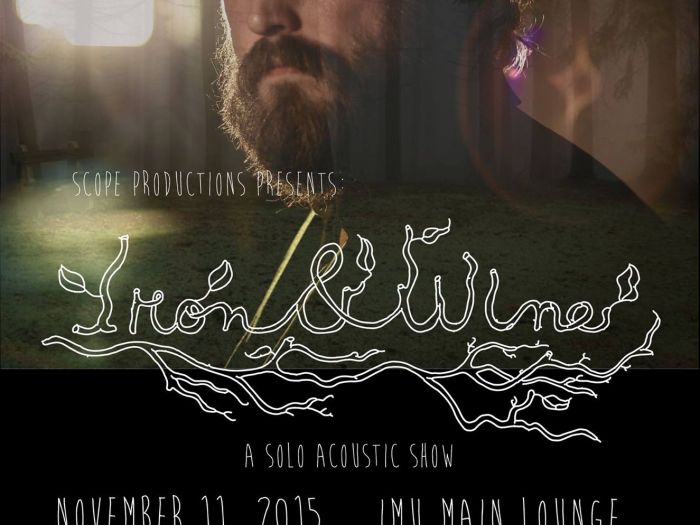 SCOPE PRODUCTIONS PRESENTS:
Iron & Wine
A SOLO ACOUSTIC SHOW
NOVEMBER 11, 2015 IMU MAIN LOUNGE